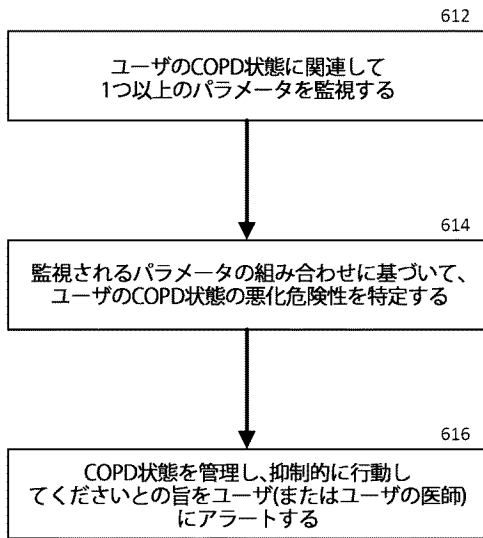 612
ユーザのCOPD状態に関連して
1つ以上のパラメータを監視する
614
監視されるパラメータの組み合わせに基づいて、
ユーザのCOPD状態の悪化危険性を特定する
616
COPD状態を管理し、抑制的に行動し
てくださいとの旨をユーザ(またはユーザの医師)
にアラートする